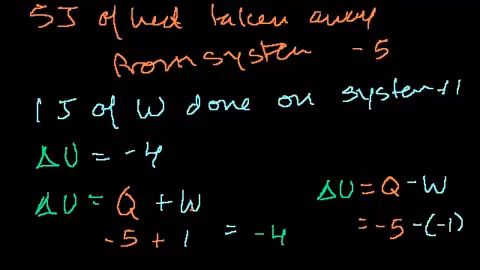 5J of heat taken away
from system -5
1 J of W done on system +1
ΔU = -4
ΔU = Q + W
-5 + 1 = -4
ΔU = Q - W
= -5 - (-1)